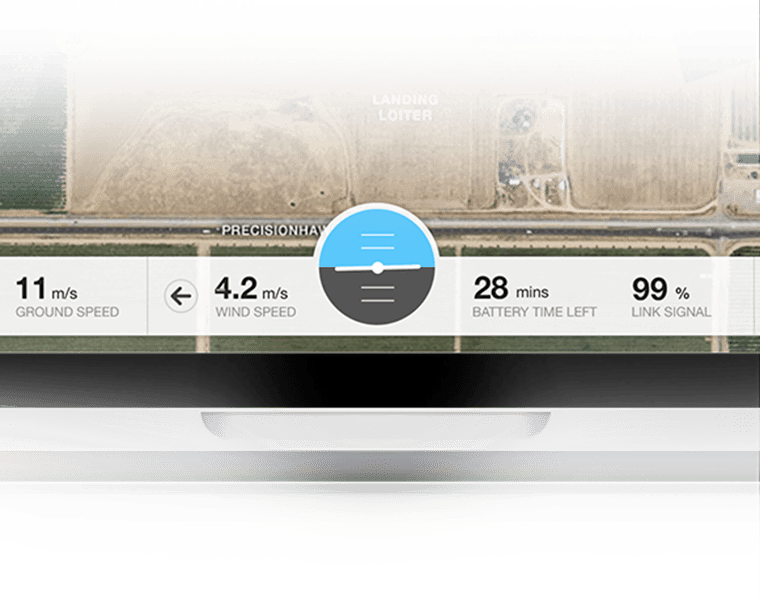 LANDING
LOITER
PRECISIONHAW
11 m/s
GROUND SPEED
4.2 m/s
WIND SPEED
28 mins
BATTERY TIME LEFT
99 %
LINK SIGNAL